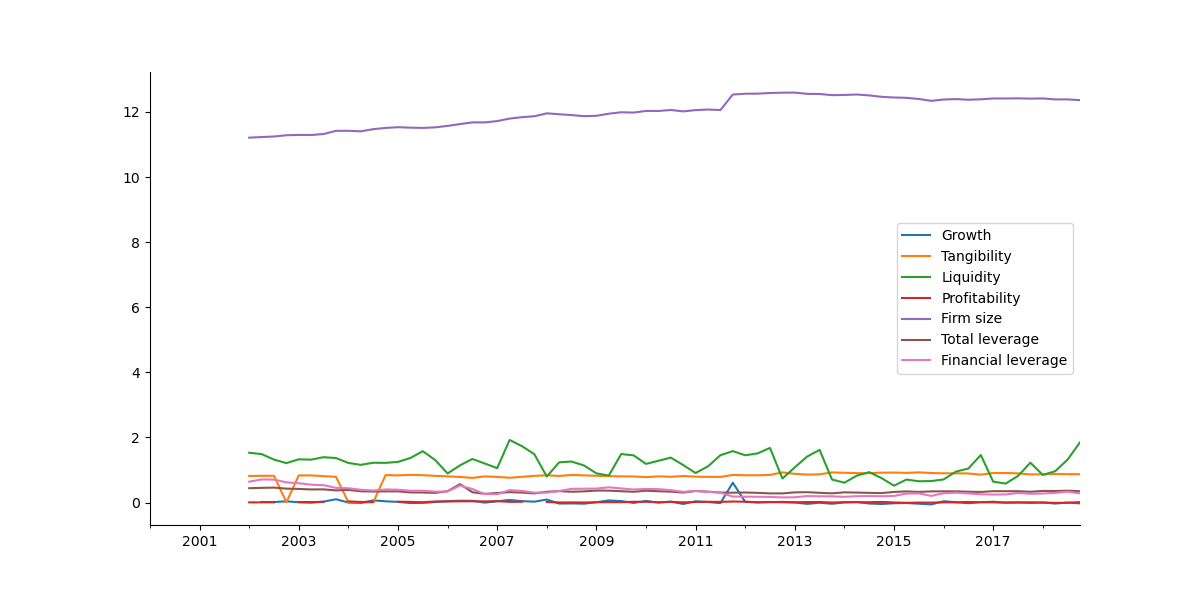 12
10
8
6
4
2
0
Growth
Tangibility
Liquidity
Profitability
Firm size
Total leverage
Financial leverage
2001 2003 2005 2007 2009 2011 2013 2015 2017